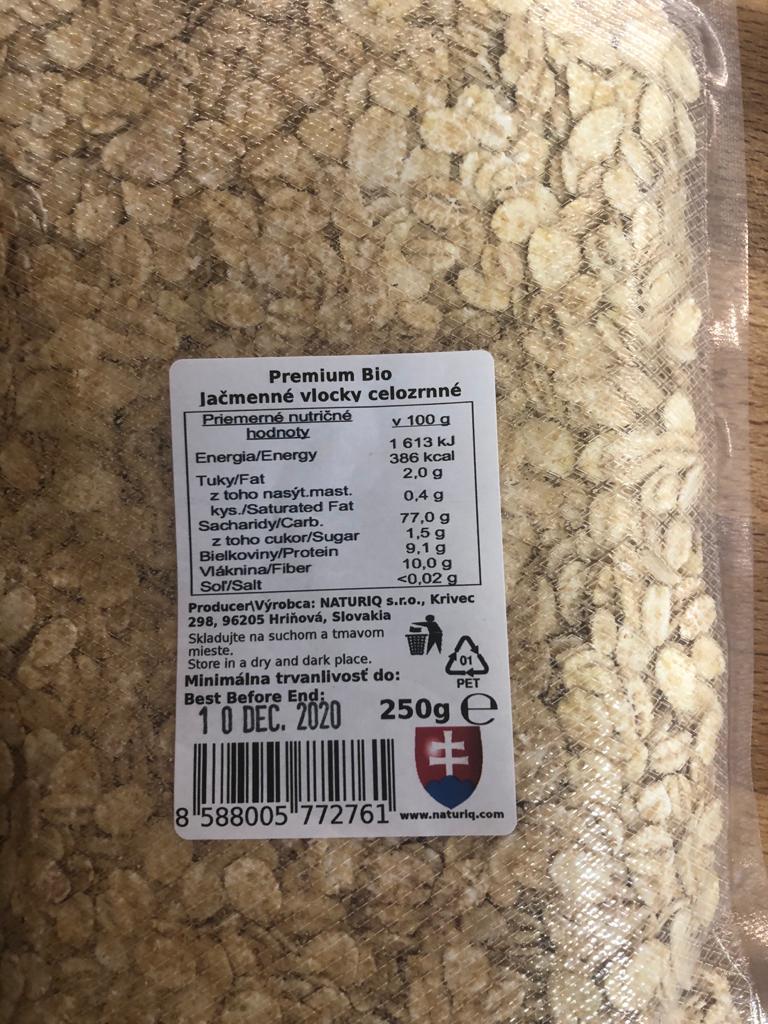 Premium Bio
Jačmenné vlocky celozrnné
Priemerné nutričné v 100 g
hodnoty
Energia/Energy 1 613 kJ
386 kcal
Tuky/Fat 2,0 g
z toho nasýt.mast. 0,4 g
kys./Saturated Fat
Sacharidy/Carb. 77,0 g
z toho cukor/Sugar 1,5 g
Bielkoviny/Protein 9,1 g
Vláknina/Fiber 10,0 g
Soľ/Salt <0,02 g
Producer\Výrobca: NATURIQ s.r.o., Krivec
298, 96205 Hriňová, Slovakia
Skladujte na suchom a tmavom
mieste.
Store in a dry and dark place.
01
PET
Minimálna trvanlivosť do:
Best Before End:
10 DEC. 2020
250g e
8 588005 772761
www.naturiq.com